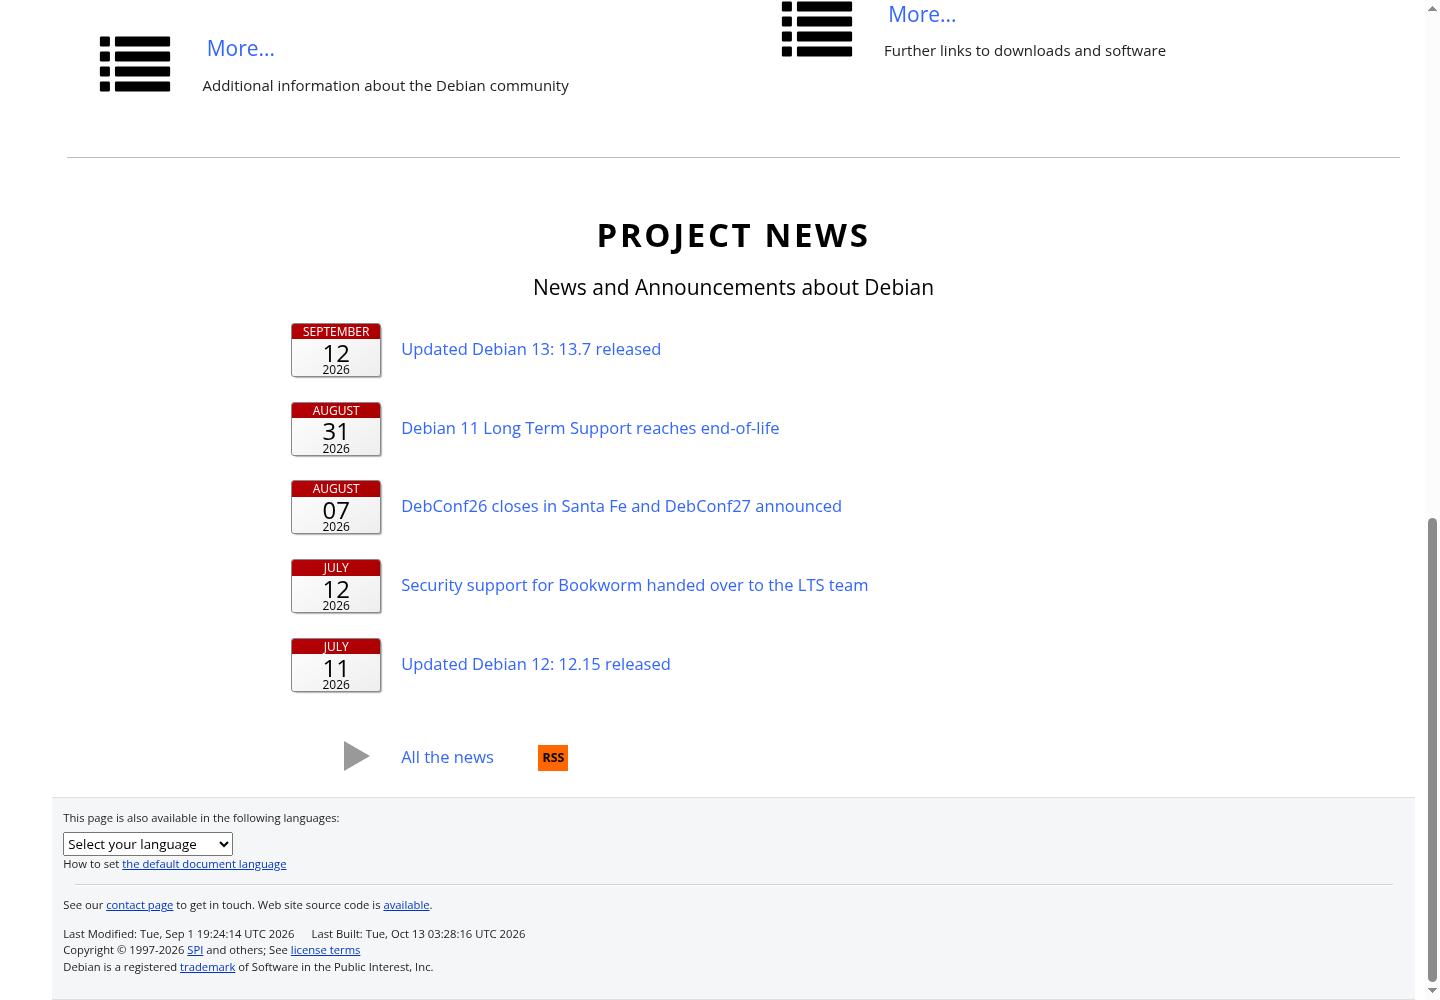 More...
Additional information about the Debian community
More...
Further links to downloads and software
PROJECT NEWS
News and Announcements about Debian
SEPTEMBER
12
2026
Updated Debian 13: 13.7 released
AUGUST
31
2026
Debian 11 Long Term Support reaches end-of-life
AUGUST
07
2026
DebConf26 closes in Santa Fe and DebConf27 announced
JULY
12
2026
Security support for Bookworm handed over to the LTS team
JULY
11
2026
Updated Debian 12: 12.15 released
All the news
RSS
This page is also available in the following languages:
Select your language
How to set the default document language
See our contact page to get in touch. Web site source code is available.
Last Modified: Tue, Sep 1 19:24:14 UTC 2026 Last Built: Tue, Oct 13 03:28:16 UTC 2026
Copyright © 1997-2026 SPI and others; See license terms
Debian is a registered trademark of Software in the Public Interest, Inc.